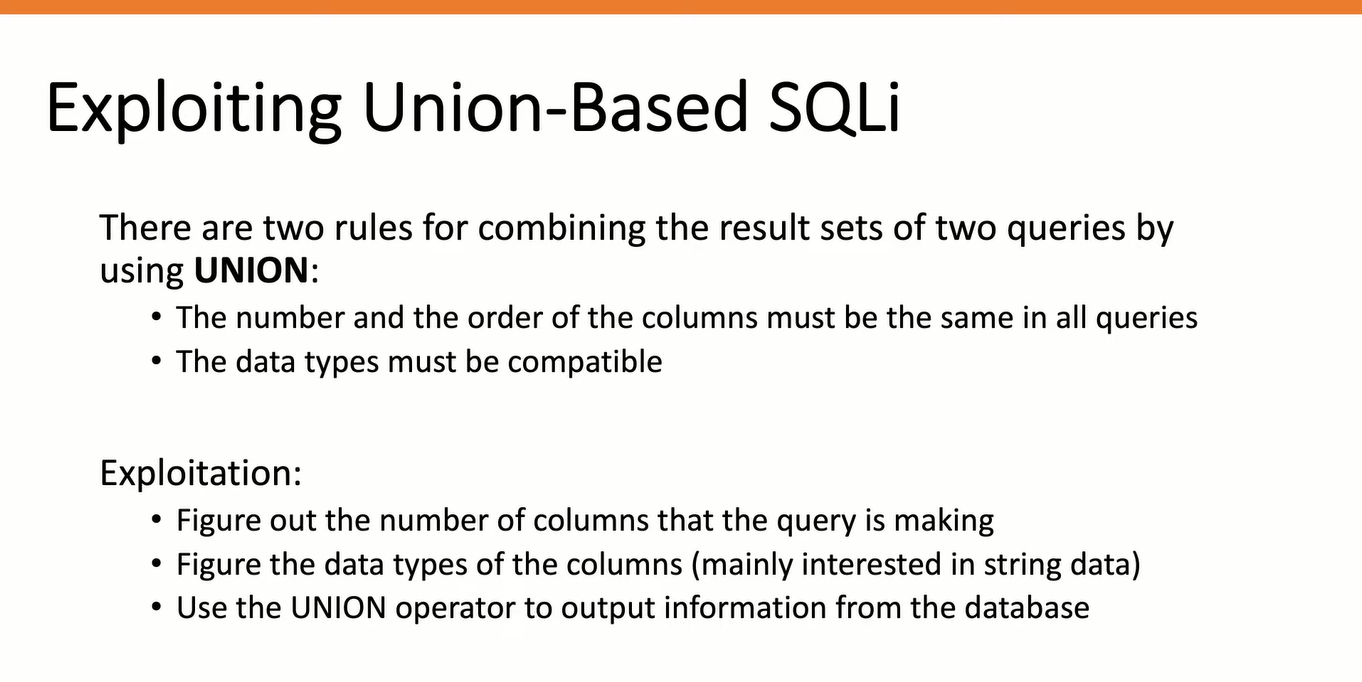 Exploiting Union-Based SQLi
There are two rules for combining the result sets of two queries by
using UNION:
• The number and the order of the columns must be the same in all queries
• The data types must be compatible
Exploitation:
• Figure out the number of columns that the query is making
• Figure the data types of the columns (mainly interested in string data)
• Use the UNION operator to output information from the database